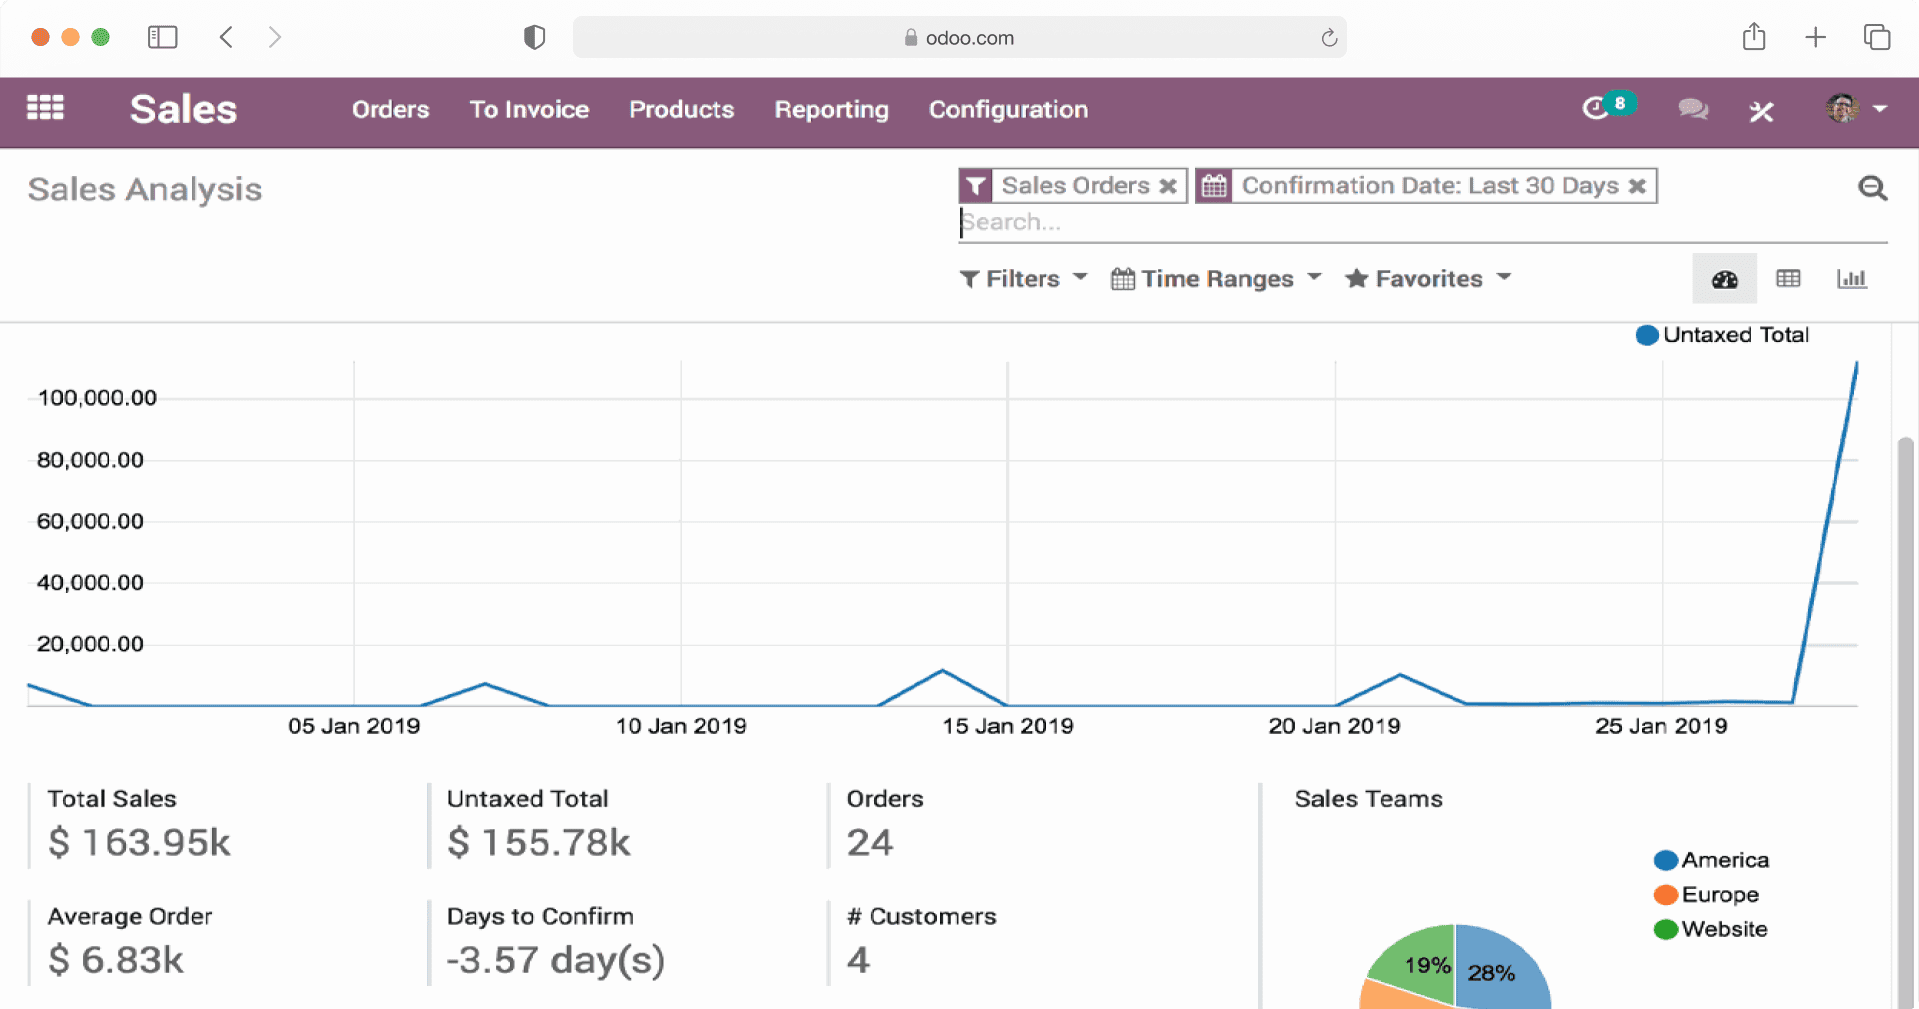 odoo.com
Sales Orders To Invoice Products Reporting Configuration 8
Sales Analysis
Sales Orders Confirmation Date: Last 30 Days
Search...
Filters Time Ranges Favorites
Untaxed Total
100,000.00
80,000.00
60,000.00
40,000.00
20,000.00
05 Jan 2019 10 Jan 2019 15 Jan 2019 20 Jan 2019 25 Jan 2019
Total Sales Untaxed Total Orders Sales Teams
$ 163.95k $ 155.78k 24
America
Europe
Website
Average Order Days to Confirm # Customers
$ 6.83k -3.57 day(s) 4
19% 28%